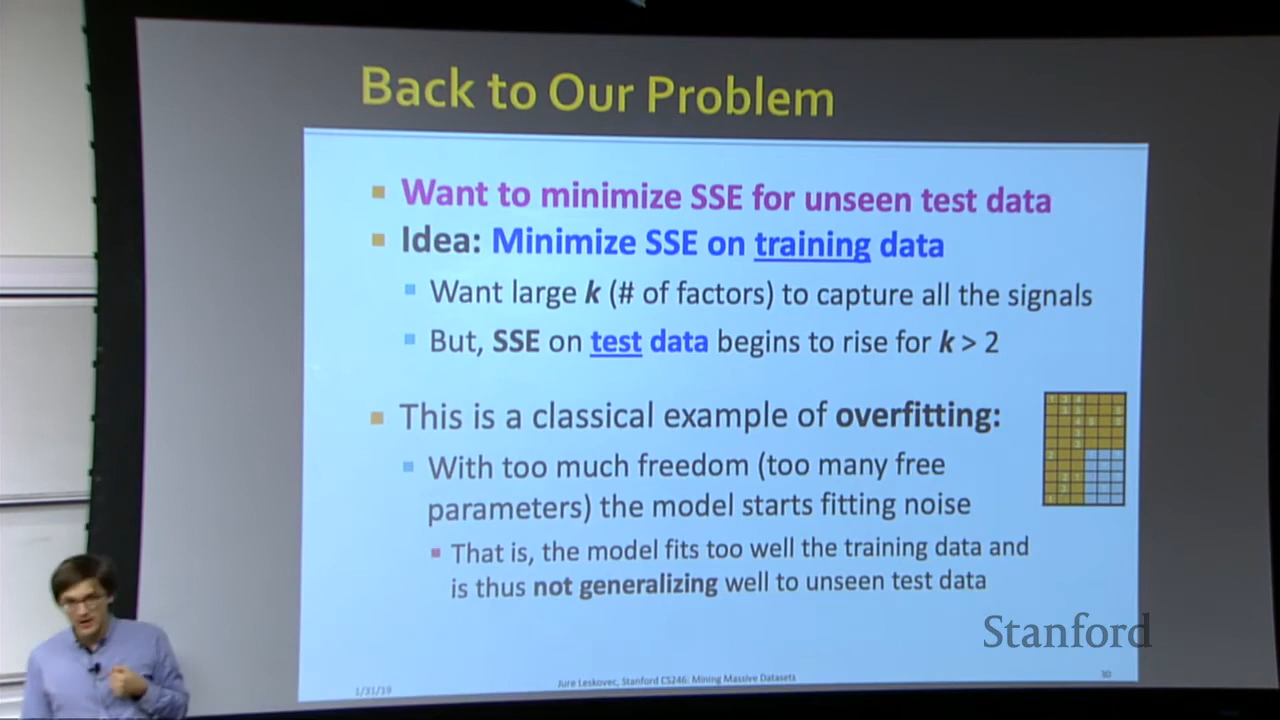 Back to Our Problem
Want to minimize SSE for unseen test data
Idea: Minimize SSE on training data
Want large k (# of factors) to capture all the signals
But, SSE on test data begins to rise for k > 2
This is a classical example of overfitting:
With too much freedom (too many free
parameters) the model starts fitting noise
That is, the model fits too well the training data and
is thus not generalizing well to unseen test data
Stanford
1/31/19
Jure Leskovec, Stanford CS246: Mining Massive Datasets
30